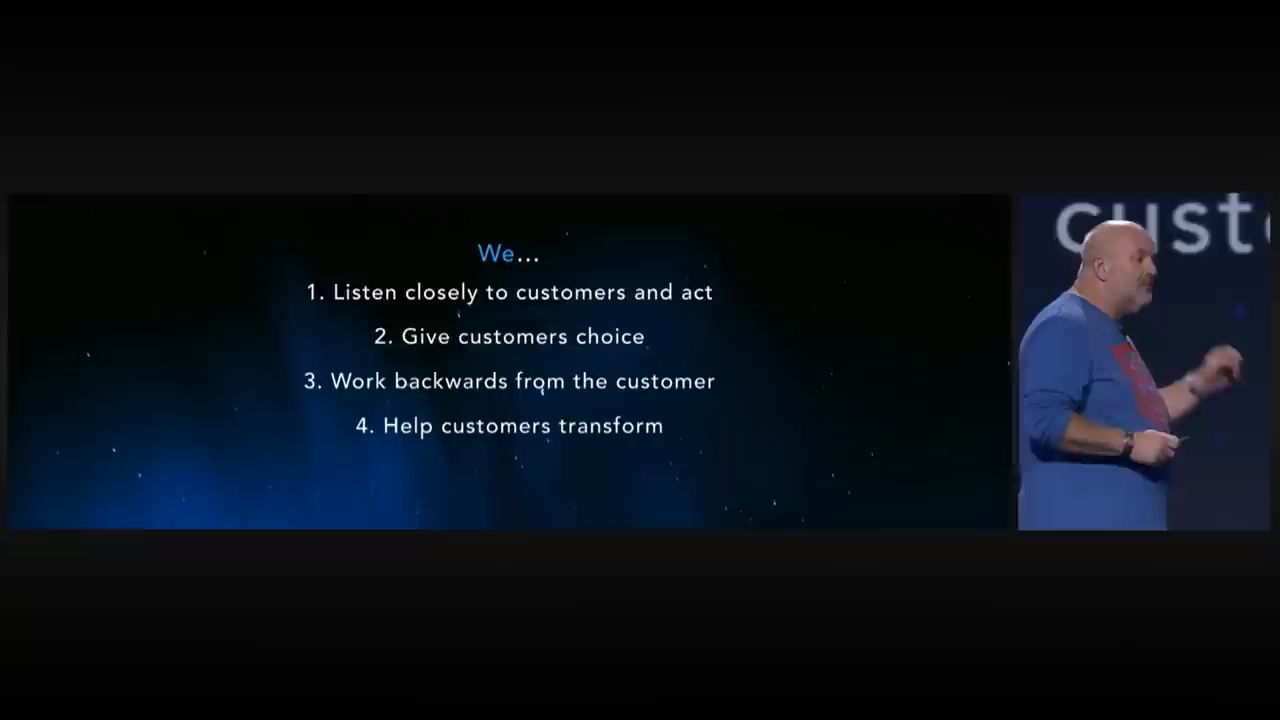 We...
1. Listen closely to customers and act
2. Give customers choice
3. Work backwards from the customer
4. Help customers transform
custo